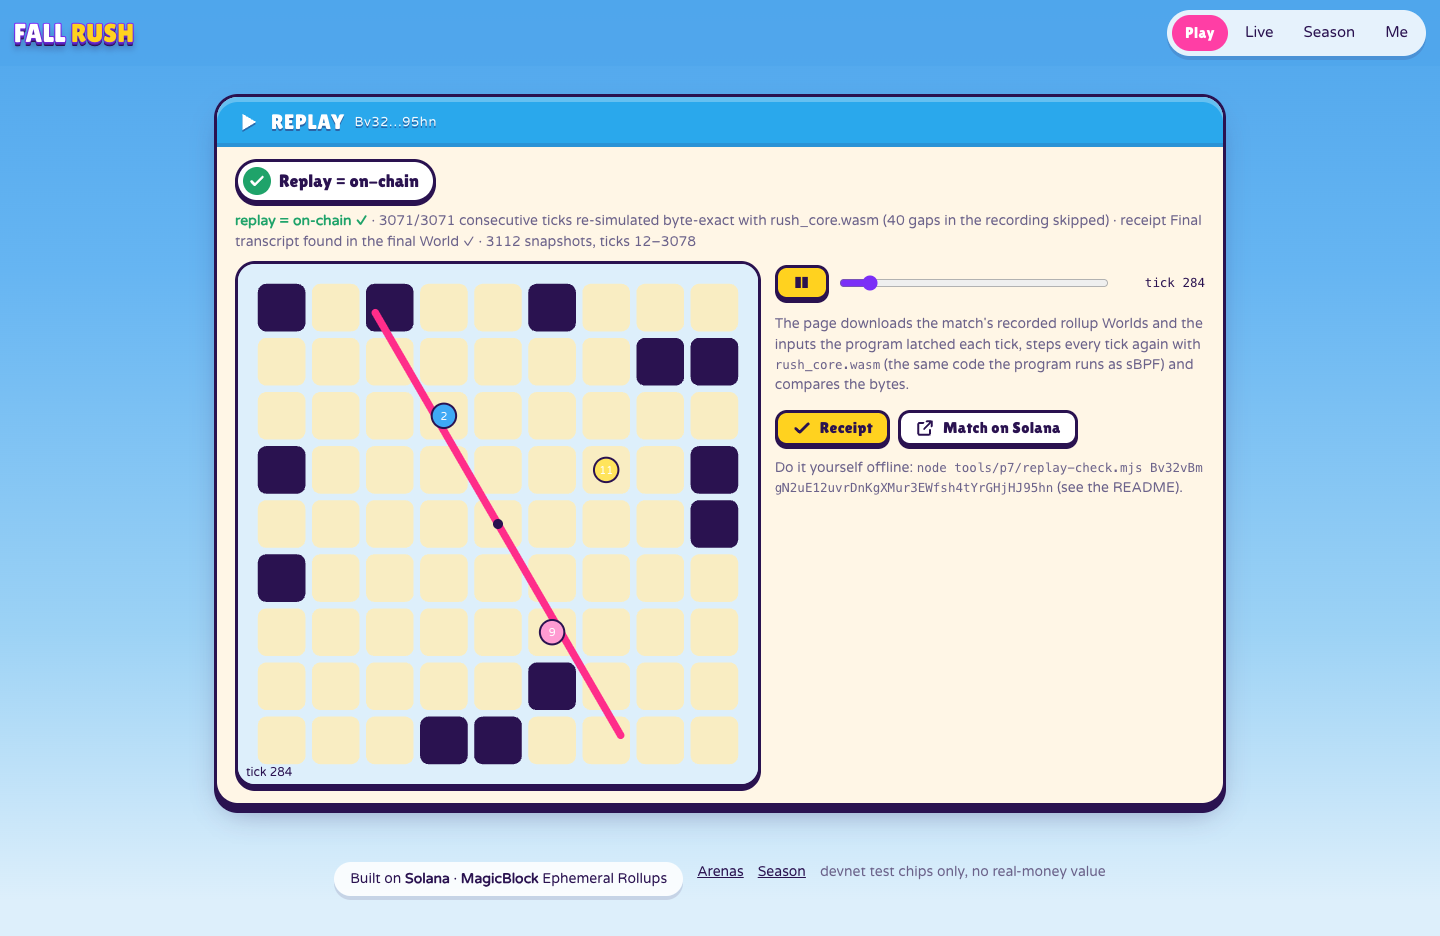 FALL RUSH
Play Live Season Me
REPLAY Bv32…95hn
Replay = on-chain
replay = on-chain ✓ · 3071/3071 consecutive ticks re-simulated byte-exact with rush_core.wasm (40 gaps in the recording skipped) · receipt Final
transcript found in the final World ✓ · 3112 snapshots, ticks 12–3078
tick 284
The page downloads the match's recorded rollup Worlds and the
inputs the program latched each tick, steps every tick again with
rush_core.wasm (the same code the program runs as sBPF) and
compares the bytes.
Receipt Match on Solana
Do it yourself offline: node tools/p7/replay-check.mjs Bv32vBm
gN2uE12uvrDnKgXMur3EWfsh4tYrGHjHJ95hn (see the README).
2
11
9
tick 284
Built on Solana · MagicBlock Ephemeral Rollups Arenas Season devnet test chips only, no real-money value